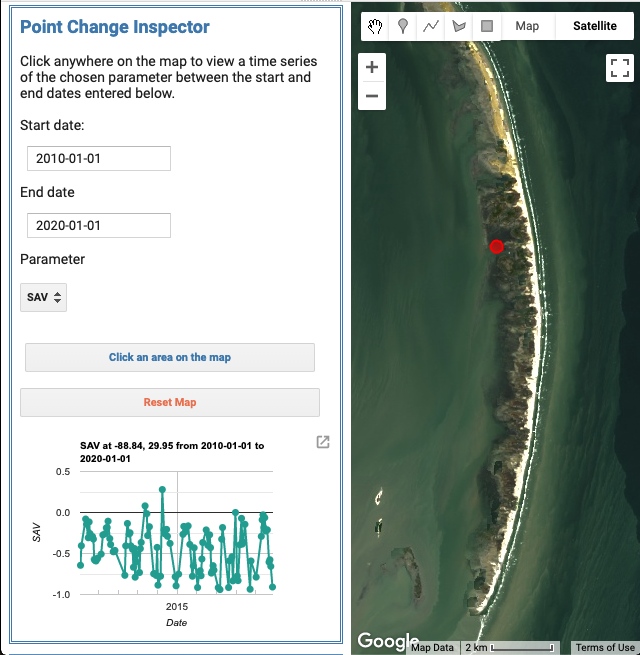 Point Change Inspector
Click anywhere on the map to view a time series
of the chosen parameter between the start and
end dates entered below.
Start date:
2010-01-01
End date
2020-01-01
Parameter
SAV
Click an area on the map
Reset Map
SAV at -88.84, 29.95 from 2010-01-01 to
2020-01-01
0.5
0.0
-0.5
-1.0
SAV
2015
Date
Map
Satellite
+
−
Google
Map Data
2 km
Terms of Use